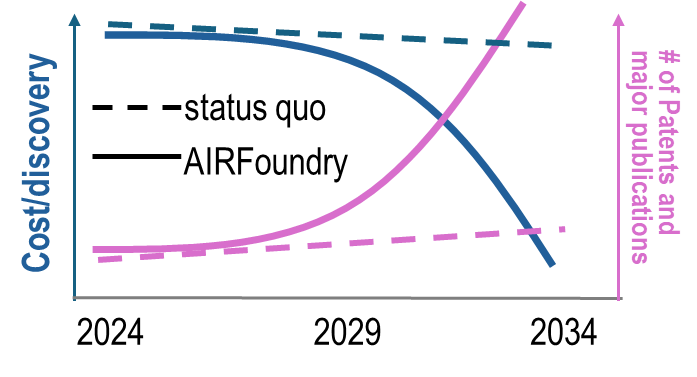 Cost/discovery
status quo
AIRFoundry
# of Patents and
major publications
2024
2029
2034